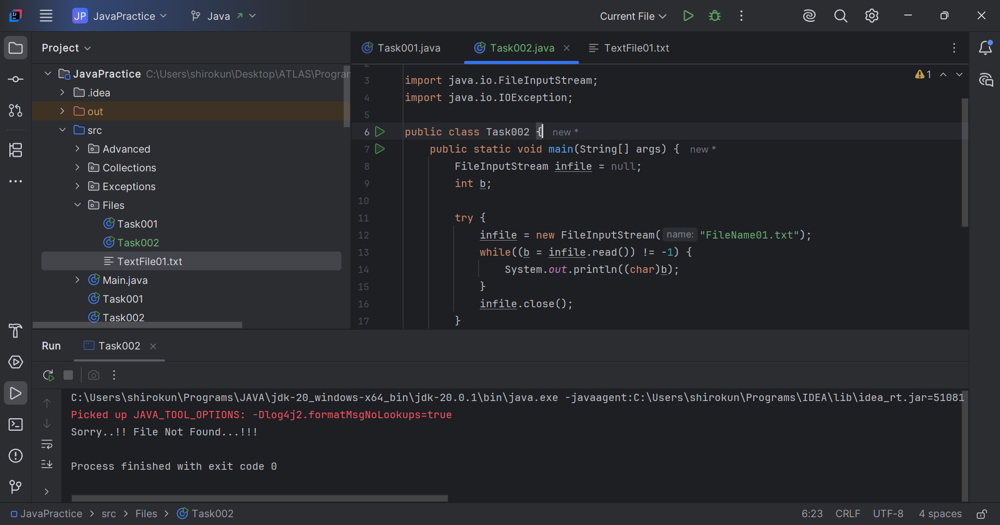 JP JavaPractice Java Current File
Project
JavaPractice C:\Users\shirokun\Desktop\ATLAS\Prograr
.idea
out
src
Advanced
Collections
Exceptions
Files
Task001
Task002
TextFile01.txt
Main.java
Task001
Task002
Task001.java Task002.java TextFile01.txt
1
2
3 import java.io.FileInputStream;
4 import java.io.IOException;
5
6 public class Task002 { new *
7 public static void main(String[] args) { new *
8 FileInputStream infile = null;
9 int b;
10
11 try {
12 infile = new FileInputStream( name: "FileName01.txt");
13 while((b = infile.read()) != -1) {
14 System.out.println((char)b);
15 }
16 infile.close();
17 }
Run Task002
C:\Users\shirokun\Programs\JAVA\jdk-20_windows-x64_bin\jdk-20.0.1\bin\java.exe -javaagent:C:\Users\shirokun\Programs\IDEA\lib\idea_rt.jar=51081
Picked up JAVA_TOOL_OPTIONS: -Dlog4j2.formatMsgNoLookups=true
Sorry..!! File Not Found...!!!
Process finished with exit code 0
JavaPractice > src > Files > Task002 6:23 CRLF UTF-8 4 spaces